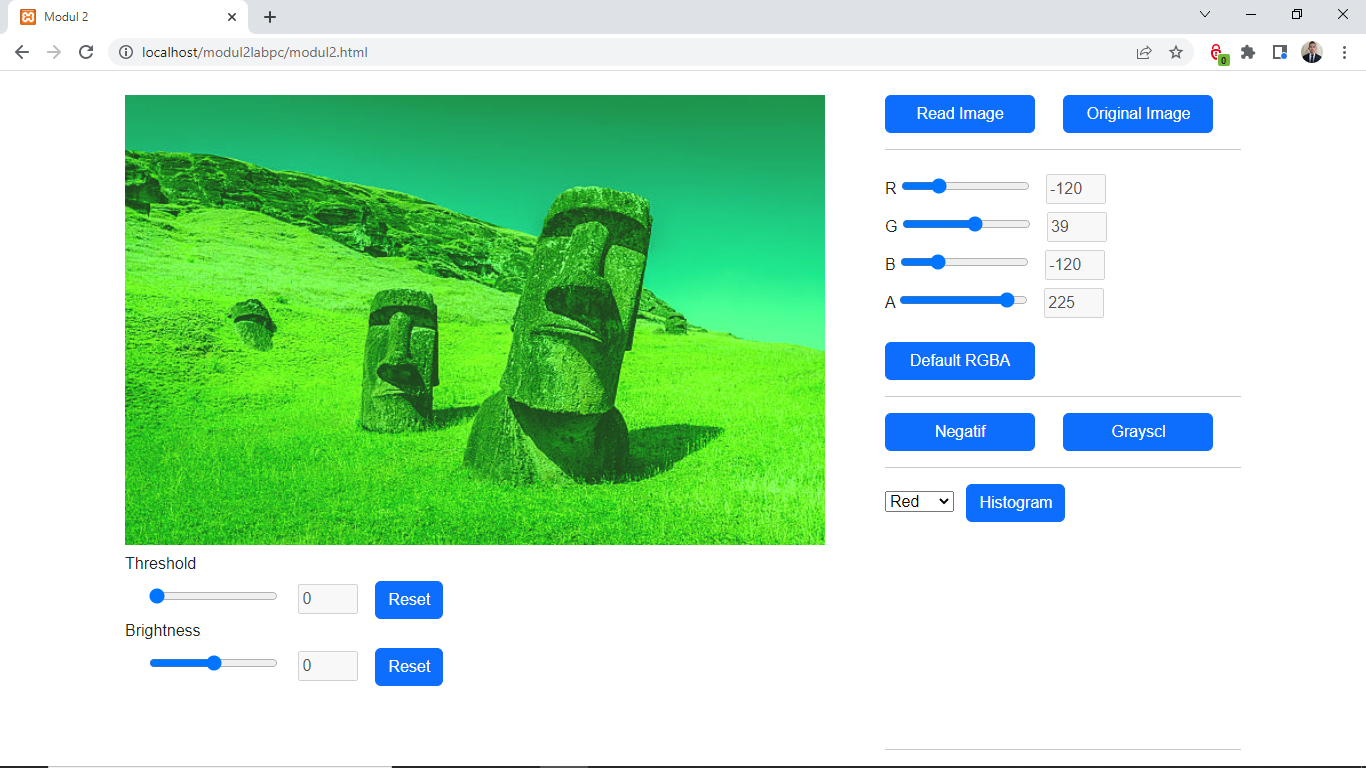 Modul 2
localhost/modul2labpc/modul2.html
0
Read Image
Original Image
R
-120
G
39
B
-120
A
225
Default RGBA
Negatif
Grayscl
Red
Histogram
Threshold
0
Reset
Brightness
0
Reset